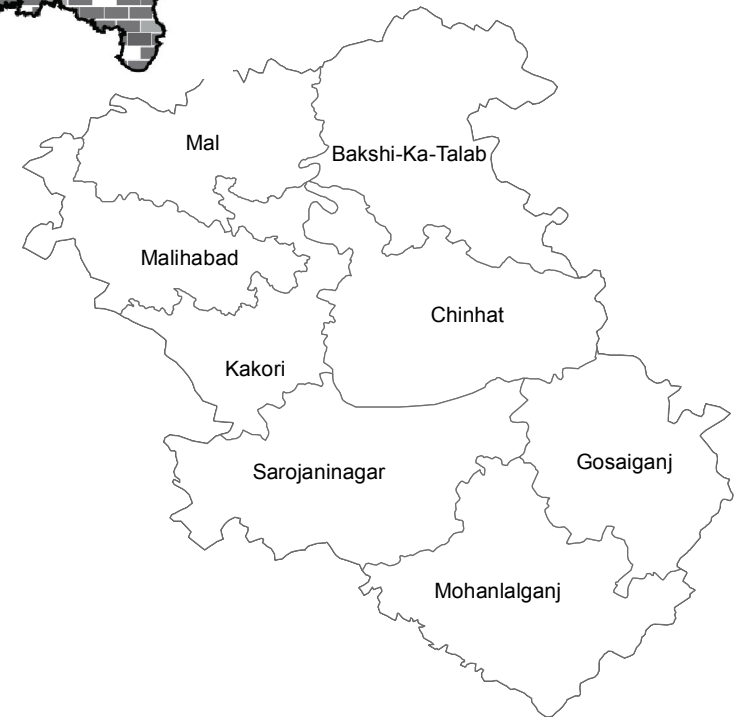 Mal
Bakshi-Ka-Talab
Malihabad
Chinhat
Kakori
Gosaiganj
Sarojaninagar
Mohanlalganj